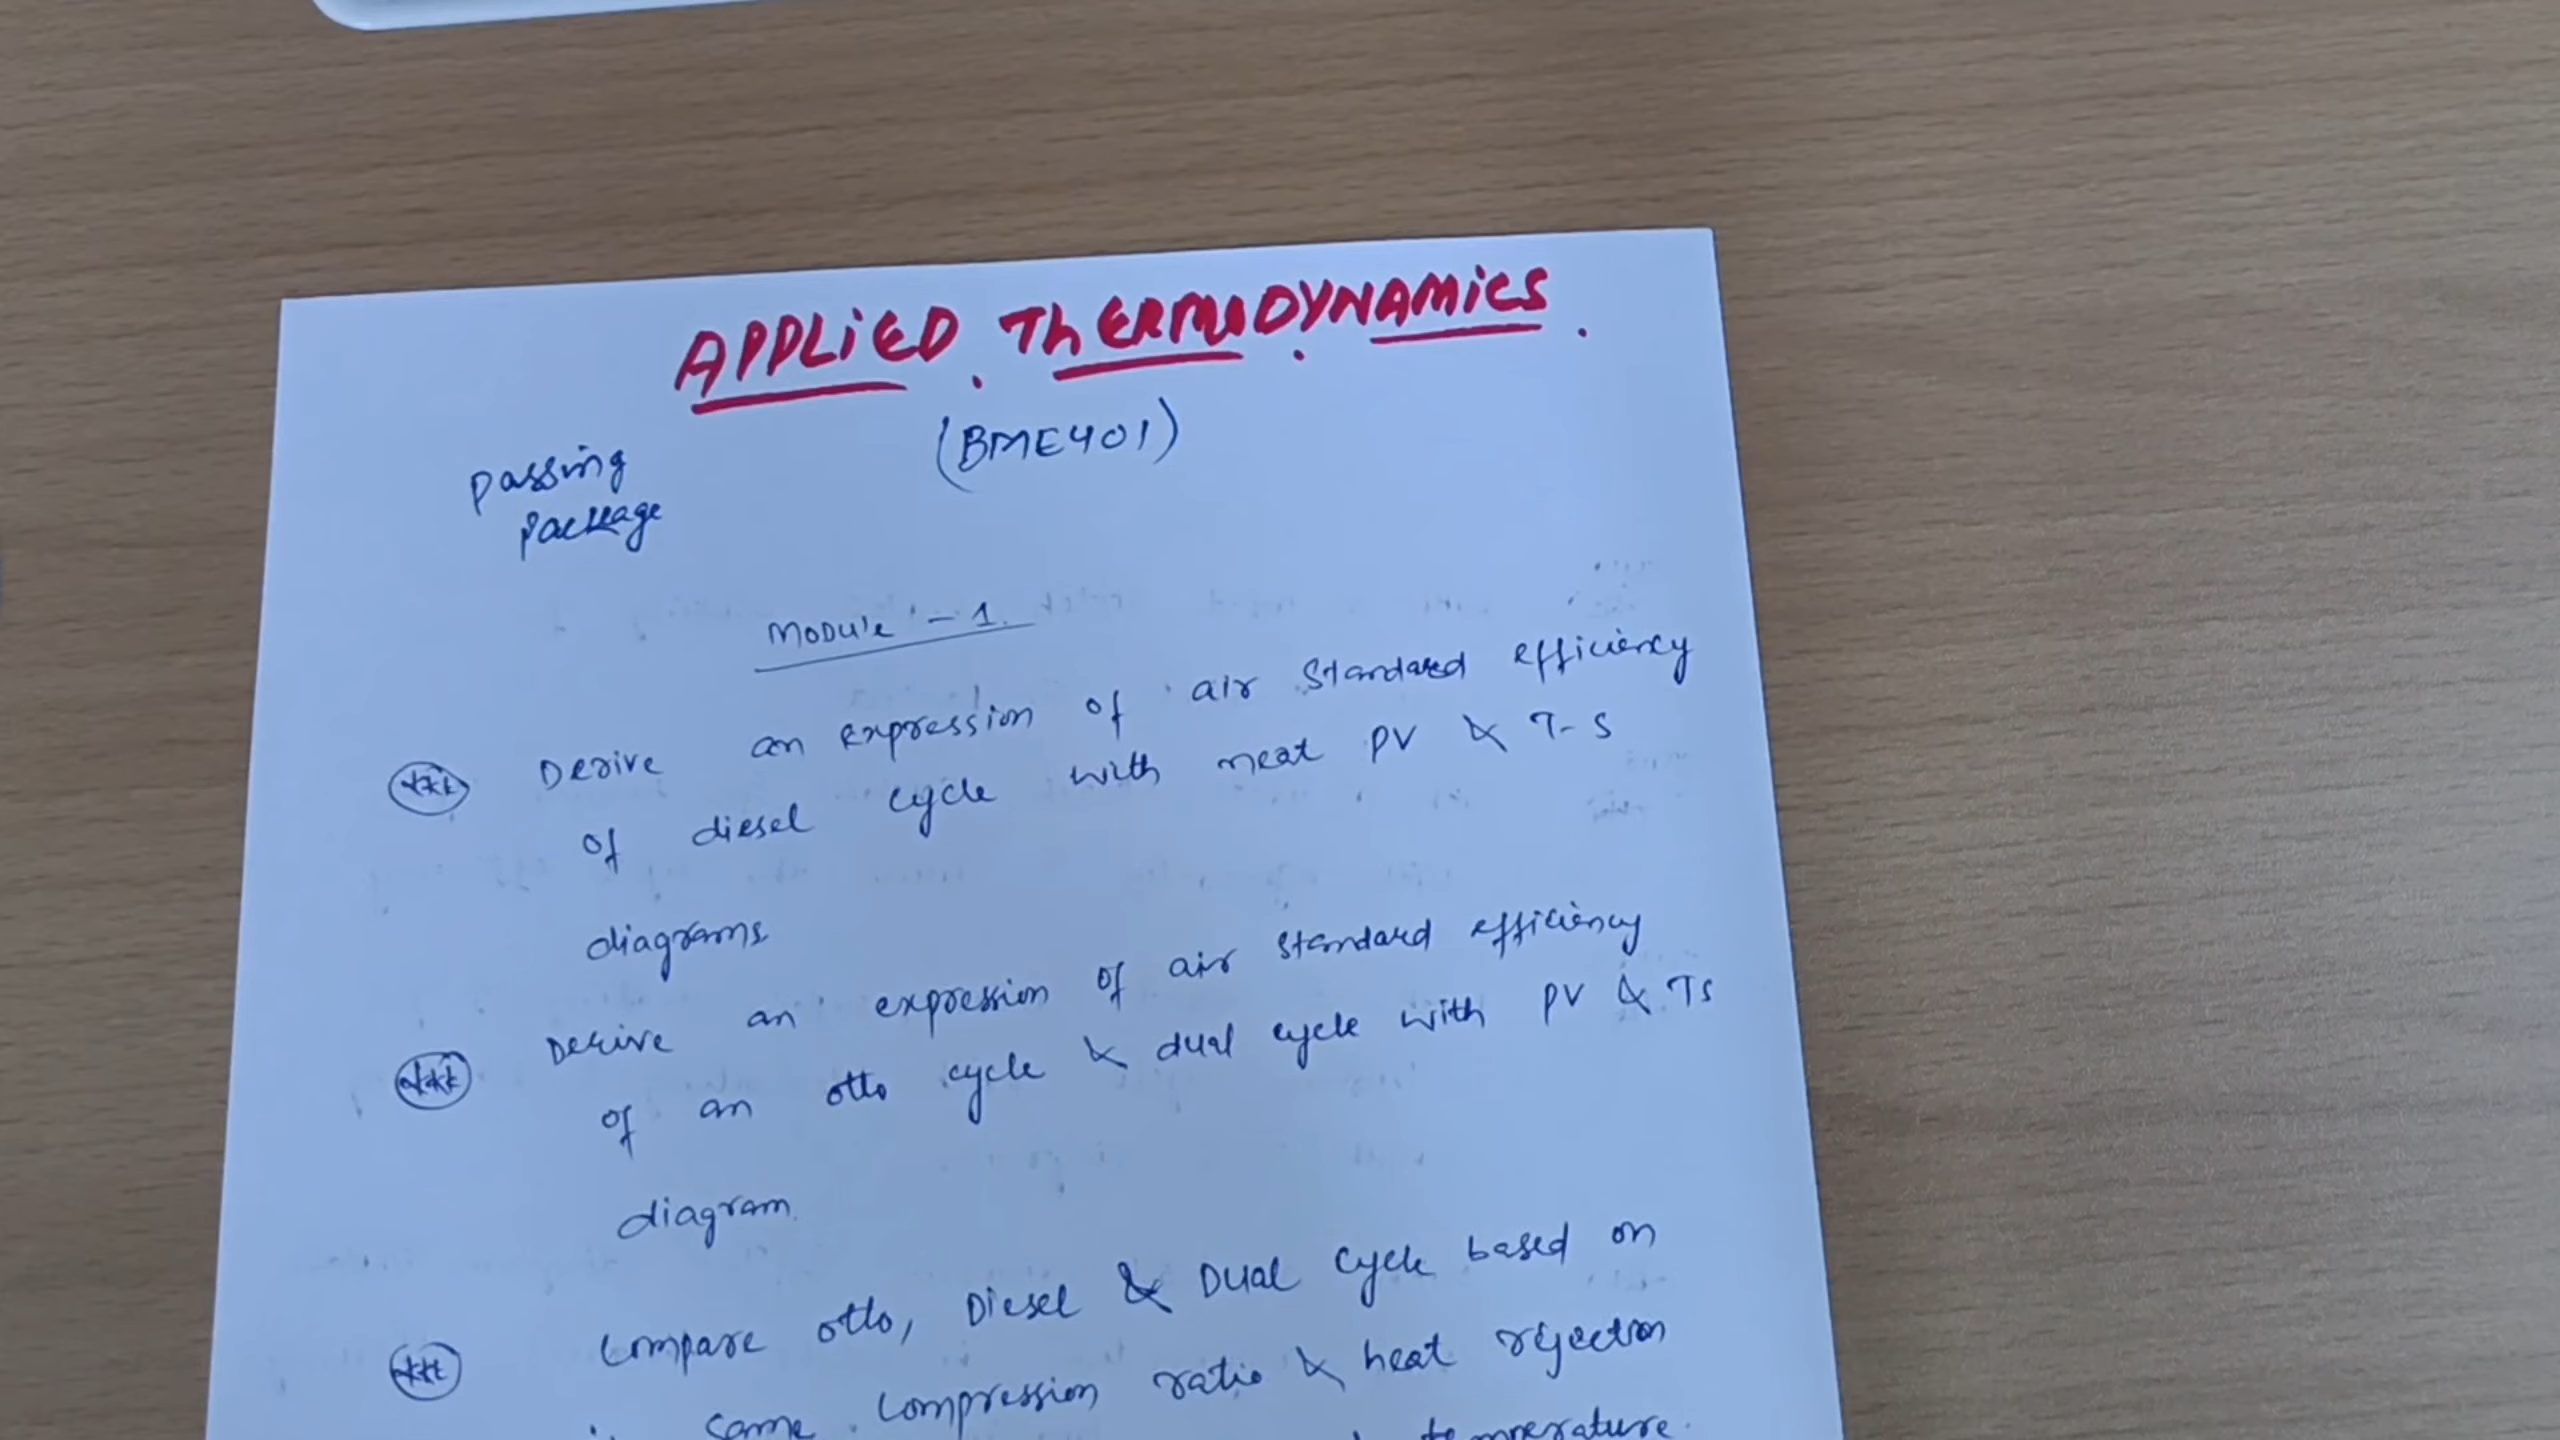 APPLIED THERMODYNAMICS.
(BME401)
passing
package
Module - 1.
*** Derive an expression of air standard efficiency
of diesel cycle with neat PV & T-S
diagrams
*** Derive an expression of air standard efficiency
of an otto cycle & dual cycle with PV & TS
diagram.
*** Compare otto, Diesel & Dual cycle based on
same compression ratio & heat rejection
temperature.